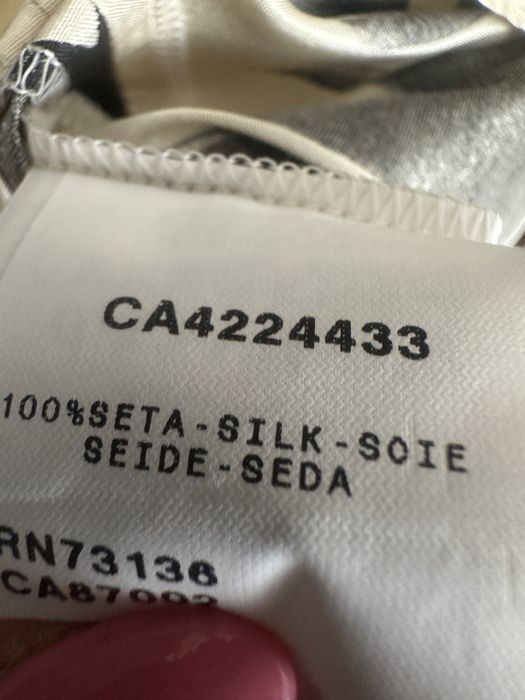 CA4224433
100%SETA-SILK-SOIE
SEIDE-SEDA
RN73136